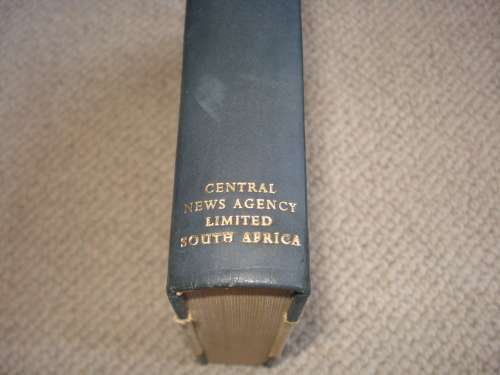 CENTRAL
NEWS AGENCY
LIMITED
SOUTH AFRICA